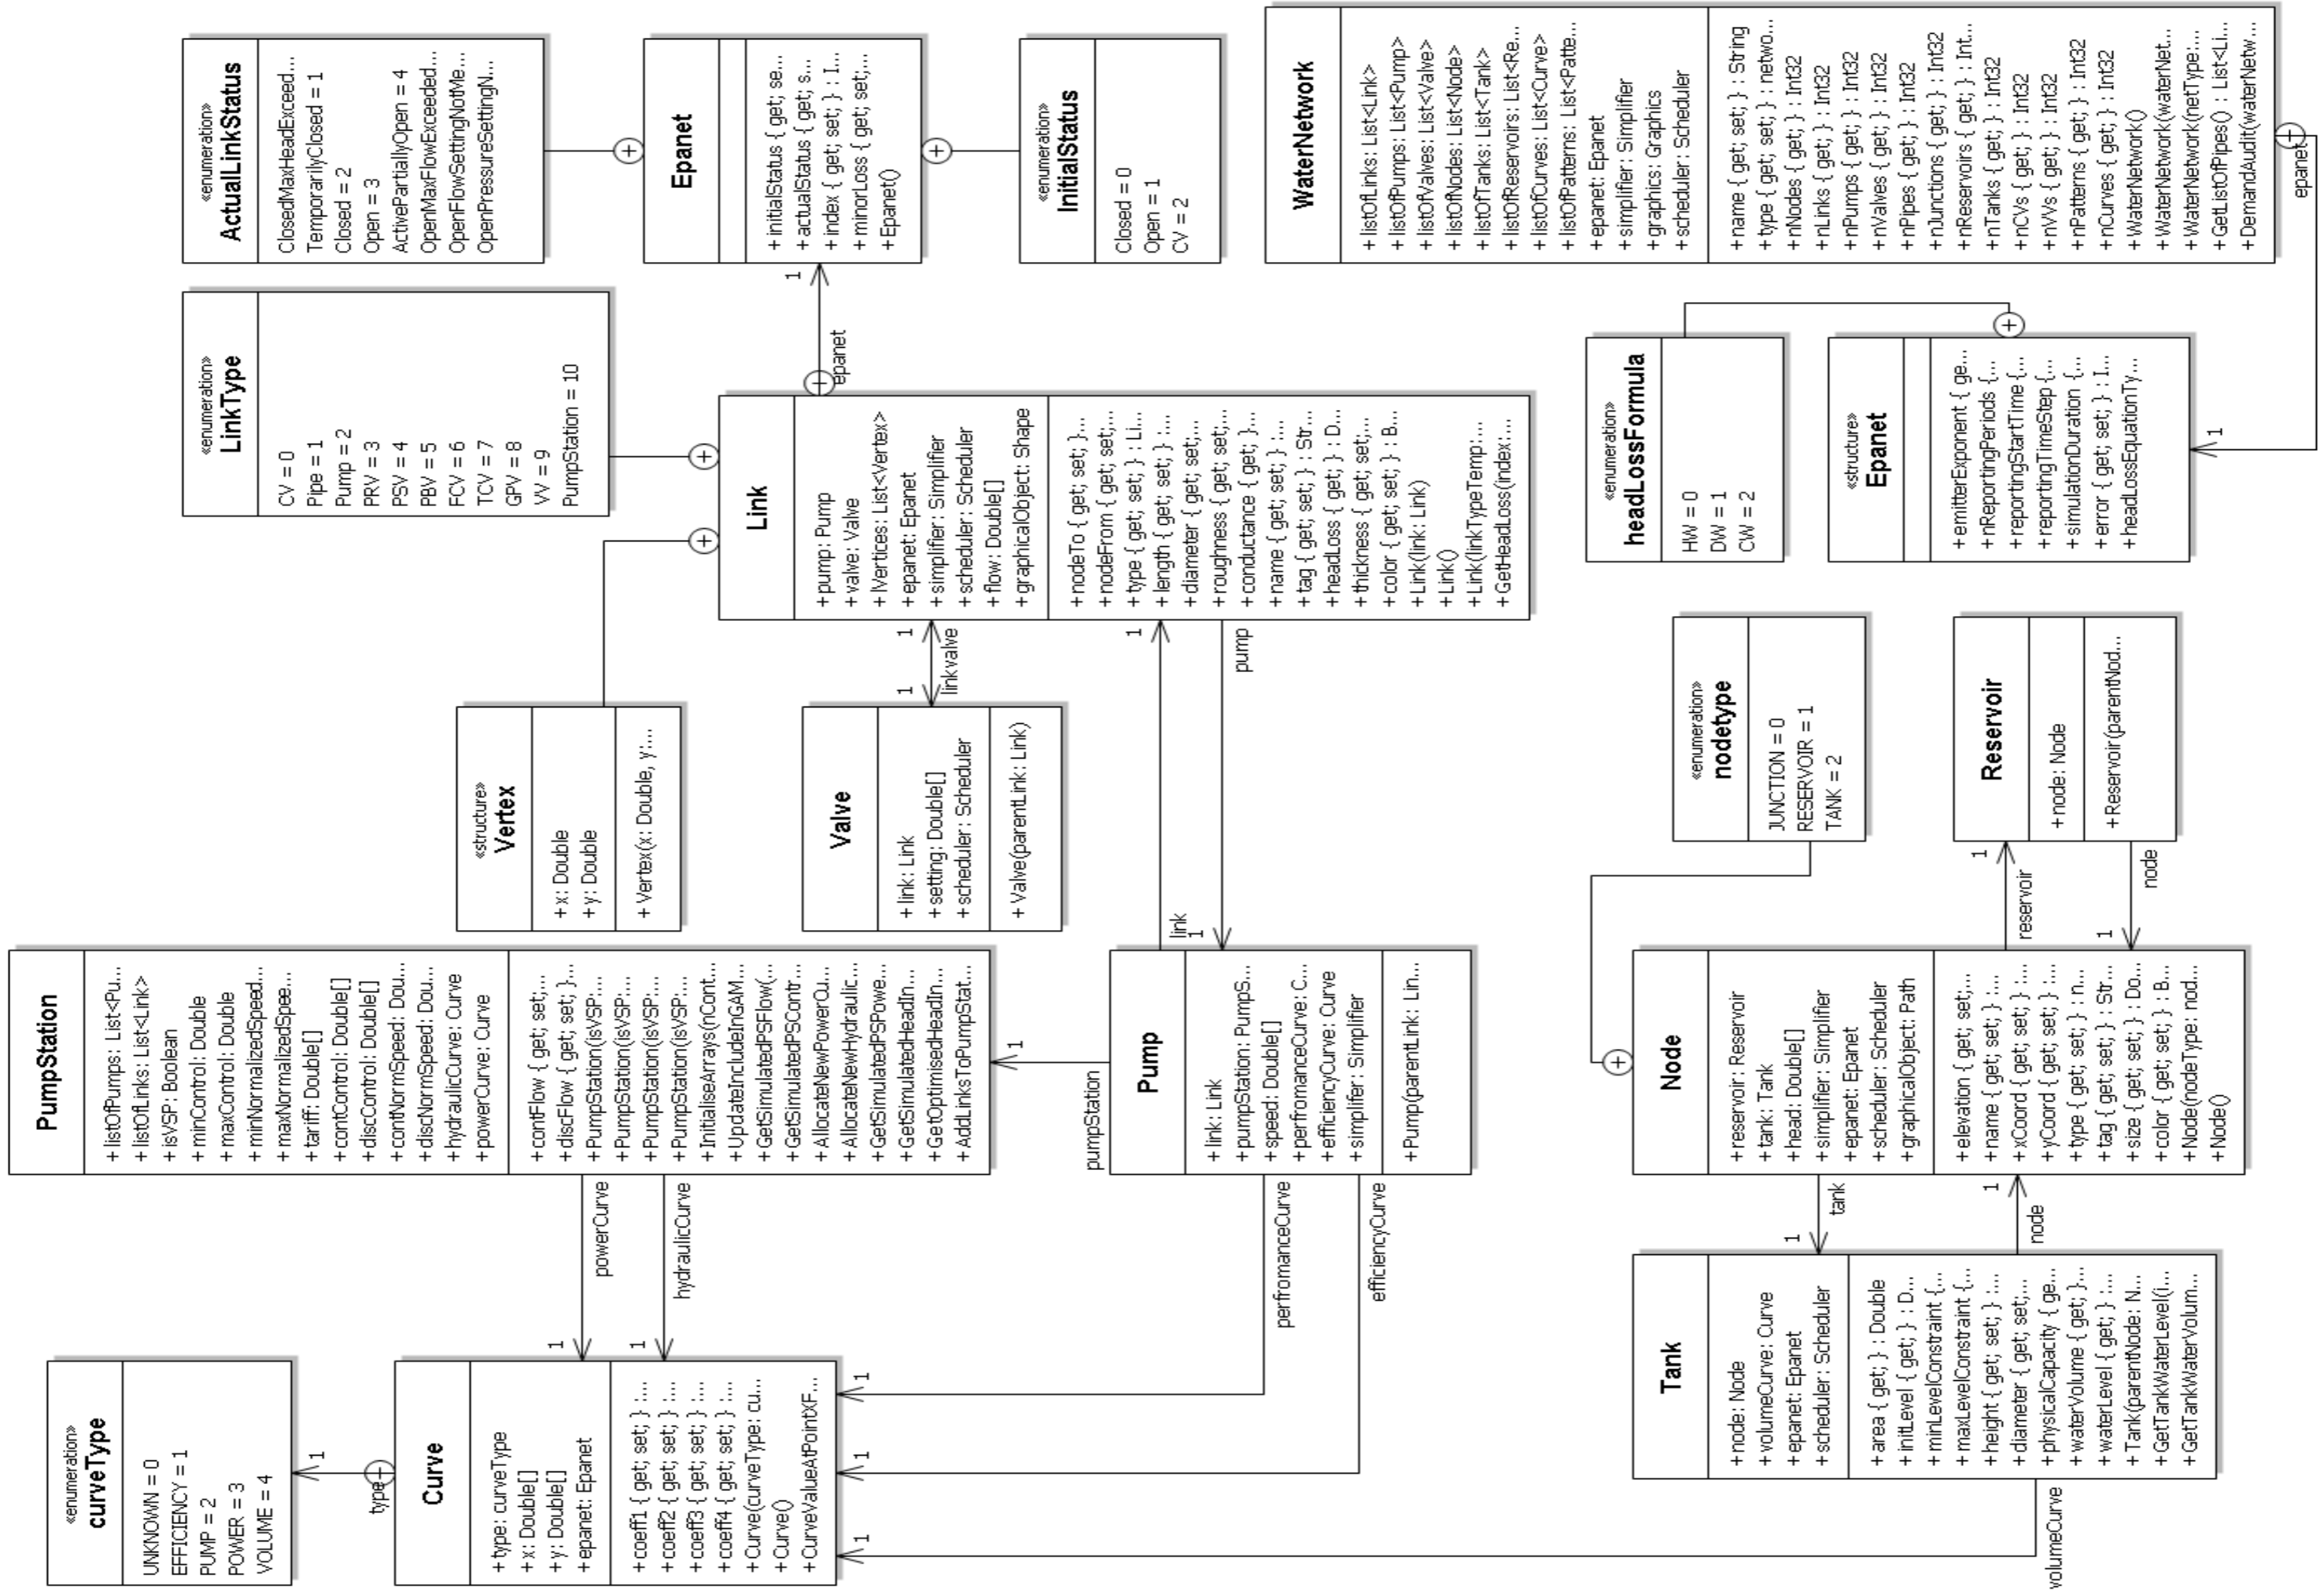 «enumeration»
curveType
UNKNOWN = 0
EFFICIENCY = 1
PUMP = 2
POWER = 3
VOLUME = 4
type
1
Curve
+type: curveType
+x: Double[]
+y: Double[]
+epanet: Epanet
+coeff1 { get; set; } :...
+coeff2 { get; set; } :...
+coeff3 { get; set; } :...
+coeff4 { get; set; } :...
+Curve(curveType: cu...
+Curve()
+CurveValueAtPointXF...
1
powerCurve
1
hydraulicCurve
1
perfromanceCurve
1
efficiencyCurve
1
volumeCurve
PumpStation
+listOfPumps: List<Pu...
+listOfLinks: List<Link>
+isVSP: Boolean
+minControl: Double
+maxControl: Double
+minNormalizedSpeed...
+maxNormalizedSpee...
+tariff: Double[]
+contControl: Double[]
+discControl: Double[]
+contNormSpeed: Dou...
+discNormSpeed: Dou...
+hydraulicCurve: Curve
+powerCurve: Curve
+contFlow { get; set;...
+discFlow { get; set; }...
+PumpStation(isVSP:...
+PumpStation(isVSP:...
+PumpStation(isVSP:...
+PumpStation(isVSP:...
+InitialiseArrays(nCont...
+UpdateIncludeInGAM...
+GetSimulatedPSFlow(...
+GetSimulatedPSContr...
+AllocateNewPowerCu...
+AllocateNewHydraulic...
+GetSimulatedPSPowe...
+GetSimulatedHeadIn...
+GetOptimisedHeadIn...
+AddLinksToPumpStat...
pumpStation
1
Pump
+link: Link
+pumpStation: PumpS...
+speed: Double[]
+perfromanceCurve: C...
+efficiencyCurve: Curve
+simplifier: Simplifier
+Pump(parentLink: Lin...
link
1
1
pump
«structure»
Vertex
+x: Double
+y: Double
+Vertex(x: Double, y:...
Valve
+link: Link
+setting: Double[]
+scheduler: Scheduler
+Valve(parentLink: Link)
1
1
linkvalve
«enumeration»
LinkType
CV = 0
Pipe = 1
Pump = 2
PRV = 3
PSV = 4
PBV = 5
FCV = 6
TCV = 7
GPV = 8
VV = 9
PumpStation = 10
Link
+pump: Pump
+valve: Valve
+lVertices: List<Vertex>
+epanet: Epanet
+simplifier: Simplifier
+scheduler: Scheduler
+flow: Double[]
+graphicalObject: Shape
+nodeTo { get; set; }...
+nodeFrom { get; set;...
+type { get; set; } : Li...
+length { get; set; } :...
+diameter { get; set;...
+roughness { get; set;...
+conductance { get; }...
+name { get; set; } :...
+tag { get; set; } : Str...
+headLoss { get; } : D...
+thickness { get; set;...
+color { get; set; } : B...
+Link(link: Link)
+Link()
+Link(linkTypeTemp:...
+GetHeadLoss(index:...
epanet
1
«enumeration»
ActualLinkStatus
ClosedMaxHeadExceed...
TemporarilyClosed = 1
Closed = 2
Open = 3
ActivePartiallyOpen = 4
OpenMaxFlowExceeded...
OpenFlowSettingNotMe...
OpenPressureSettingN...
Epanet
+initialStatus { get; se...
+actualStatus { get; s...
+index { get; set; } : I...
+minorLoss { get; set;...
+Epanet()
«enumeration»
InitialStatus
Closed = 0
Open = 1
CV = 2
Tank
+node: Node
+volumeCurve: Curve
+epanet: Epanet
+scheduler: Scheduler
+area { get; } : Double
+initLevel { get; } : D...
+minLevelConstraint {...
+maxLevelConstraint {...
+height { get; set; } :...
+diameter { get; set;...
+physicalCapacity { ge...
+waterVolume { get; }...
+waterLevel { get; } :...
+Tank(parentNode: N...
+GetTankWaterLevel(i...
+GetTankWaterVolum...
1
tank
1
node
Node
+reservoir: Reservoir
+tank: Tank
+head: Double[]
+simplifier: Simplifier
+epanet: Epanet
+scheduler: Scheduler
+graphicalObject: Path
+elevation { get; set;...
+name { get; set; } :...
+xCoord { get; set; } :...
+yCoord { get; set; } :...
+type { get; set; } : n...
+tag { get; set; } : Str...
+size { get; set; } : Do...
+color { get; set; } : B...
+Node(nodeType: nod...
+Node()
reservoir
1
1
node
«enumeration»
nodetype
JUNCTION = 0
RESERVOIR = 1
TANK = 2
Reservoir
+node: Node
+Reservoir(parentNod...
«enumeration»
headLossFormula
HW = 0
DW = 1
CW = 2
«structure»
Epanet
+emitterExponent { ge...
+nReportingPeriods {...
+reportingStartTime {...
+reportingTimeStep {...
+simulationDuration {...
+error { get; set; } : I...
+headLossEquationTy...
1
epanet
WaterNetwork
+listOfLinks: List<Link>
+listOfPumps: List<Pump>
+listOfValves: List<Valve>
+listOfNodes: List<Node>
+listOfTanks: List<Tank>
+listOfReservoirs: List<Re...
+listOfCurves: List<Curve>
+listOfPatterns: List<Patte...
+epanet: Epanet
+simplifier: Simplifier
+graphics: Graphics
+scheduler: Scheduler
+name { get; set; } : String
+type { get; set; } : netwo...
+nNodes { get; } : Int32
+nLinks { get; } : Int32
+nPumps { get; } : Int32
+nValves { get; } : Int32
+nPipes { get; } : Int32
+nJunctions { get; } : Int32
+nReservoirs { get; } : Int...
+nTanks { get; } : Int32
+nCVs { get; } : Int32
+nVVs { get; } : Int32
+nPatterns { get; } : Int32
+nCurves { get; } : Int32
+WaterNetwork()
+WaterNetwork(waterNet...
+WaterNetwork(netType:...
+GetListOfPipes() : List<Li...
+DemandAudit(waterNetw...